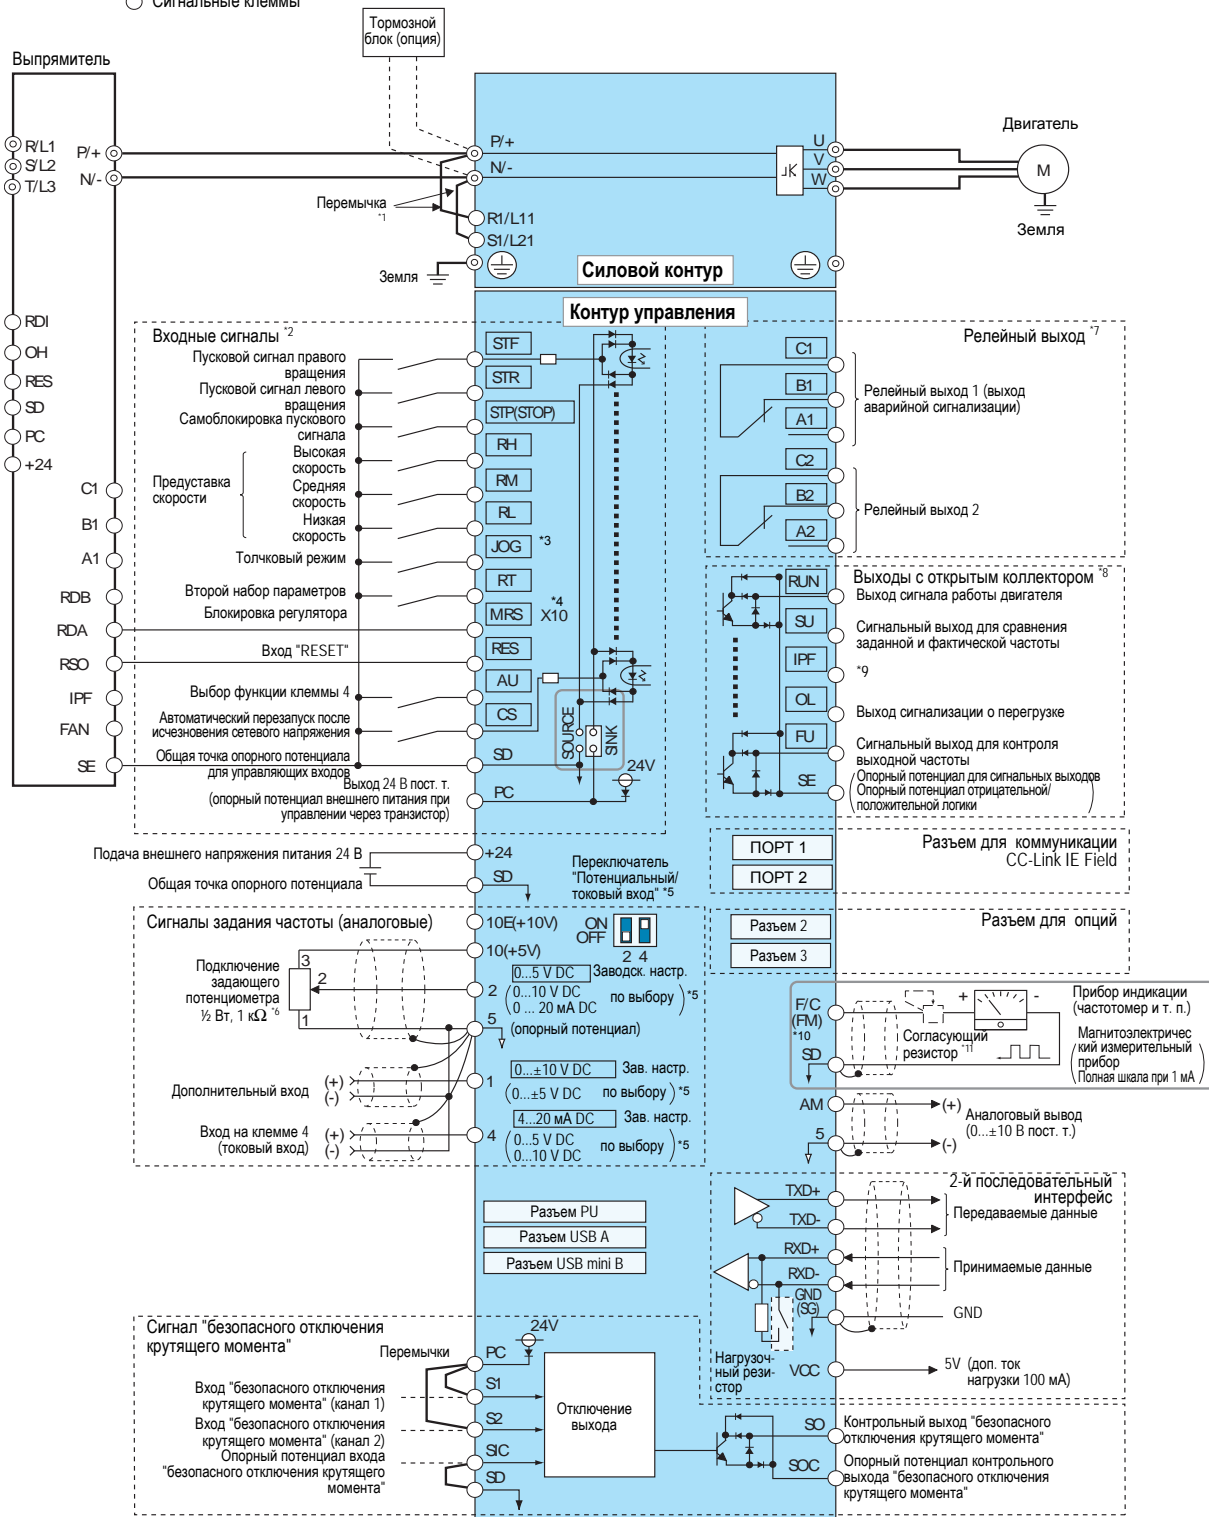 Сигнальные клеммы
Тормозной
блок (опция)
Выпрямитель
R/L1
S/L2
T/L3
P/+
N/-
P/+
N/-
Перемычка
*1
R1/L11
S1/L21
Земля
Силовой контур
U
V
W
Двигатель
M
Земля
Контур управления
RDI
OH
RES
SD
PC
+24
C1
B1
A1
RDB
RDA
RSO
IPF
FAN
SE
Входные сигналы *2
Пусковой сигнал правого
вращения
Пусковой сигнал левого
вращения
Самоблокировка пускового
сигнала
Предуставка
скорости
Высокая
скорость
Средняя
скорость
Низкая
скорость
Толчковый режим
Второй набор параметров
Блокировка регулятора
Вход "RESET"
Выбор функции клеммы 4
Автоматический перезапуск после
исчезновения сетевого напряжения
Общая точка опорного потенциала
для управляющих входов
Выход 24 В пост. т.
(опорный потенциал внешнего питания при
управлении через транзистор)
STF
STR
STP(STOP)
RH
RM
RL
JOG *3
RT
MRS *4
X10
RES
AU
CS
SD
PC
SOURCE
SINK
24V
Релейный выход *7
C1
B1
A1
Релейный выход 1 (выход
аварийной сигнализации)
C2
B2
A2
Релейный выход 2
RUN
SU
IPF
OL
FU
SE
Выходы с открытым коллектором *8
Выход сигнала работы двигателя
Сигнальный выход для сравнения
заданной и фактической частоты
*9
Выход сигнализации о перегрузке
Сигнальный выход для контроля
выходной частоты
Опорный потенциал для сигнальных выходов
Опорный потенциал отрицательной/
положительной логики
Подача внешнего напряжения питания 24 В
Общая точка опорного потенциала
+24
SD
Переключатель
"Потенциальный/
токовый вход" *5
ПОРТ 1
ПОРТ 2
Разъем для коммуникации
CC-Link IE Field
Разъем 2
Разъем 3
Разъем для опций
Сигналы задания частоты (аналоговые)
10E(+10V)
ON
OFF
2 4
10(+5V)
Подключение
задающего
потенциометра
½ Вт, 1 кΩ *6
3
2
1
0...5 V DC Заводск. настр.
2 (0...10 V DC
0 ... 20 mA DC по выбору) *5
5
(опорный потенциал)
Дополнительный вход
(+)
(-)
1
0...±10 V DC Зав. настр.
(0...±5 V DC по выбору) *5
Вход на клемме 4
(токовый вход)
(+)
(-)
4...20 mA DC Зав. настр.
4 (0...5 V DC
0...10 V DC по выбору) *5
F/C
(FM)
*10
SD
+ -
Согласующий
резистор *11
Прибор индикации
(частотомер и т. п.)
Магнитоэлектричес
кий измерительный
прибор
Полная шкала при 1 мА
AM
5
(+)
(-)
Аналоговый вывод
(0...±10 В пост. т.)
Разъем PU
Разъем USB A
Разъем USB mini B
2-й последовательный
интерфейс
TXD+
TXD-
Передаваемые данные
RXD+
RXD-
Принимаемые данные
GND
(SG)
GND
Нагрузоч-
ный рези-
стор
VCC
5V (доп. ток
нагрузки 100 мА)
Сигнал "безопасного отключения
крутящего момента"
Перемычки
24V
PC
S1
S2
SIC
SD
Вход "безопасного отключения
крутящего момента" (канал 1)
Вход "безопасного отключения
крутящего момента" (канал 2)
Опорный потенциал входа
"безопасного отключения крутящего
момента"
Отключение
выхода
SO
SOC
Контрольный выход "безопасного
отключения крутящего момента"
Опорный потенциал контрольного
выхода "безопасного отключения
крутящего момента"